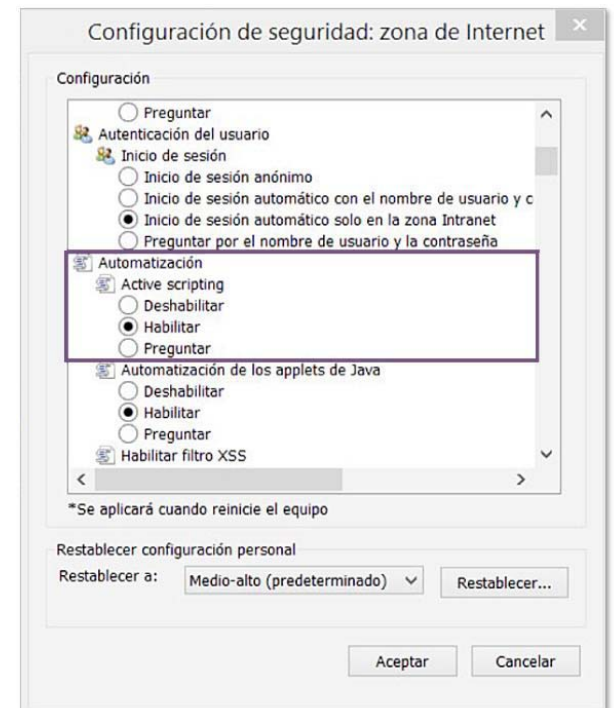 Configuración de seguridad: zona de Internet
Configuración
Preguntar
Autenticación del usuario
Inicio de sesión
Inicio de sesión anónimo
Inicio de sesión automático con el nombre de usuario y c
Inicio de sesión automático solo en la zona Intranet
Preguntar por el nombre de usuario y la contraseña
Automatización
Active scripting
Deshabilitar
Habilitar
Preguntar
Automatización de los applets de Java
Deshabilitar
Habilitar
Preguntar
Habilitar filtro XSS
*Se aplicará cuando reinicie el equipo
Restablecer configuración personal
Restablecer a: Medio-alto (predeterminado) Restablecer...
Aceptar Cancelar